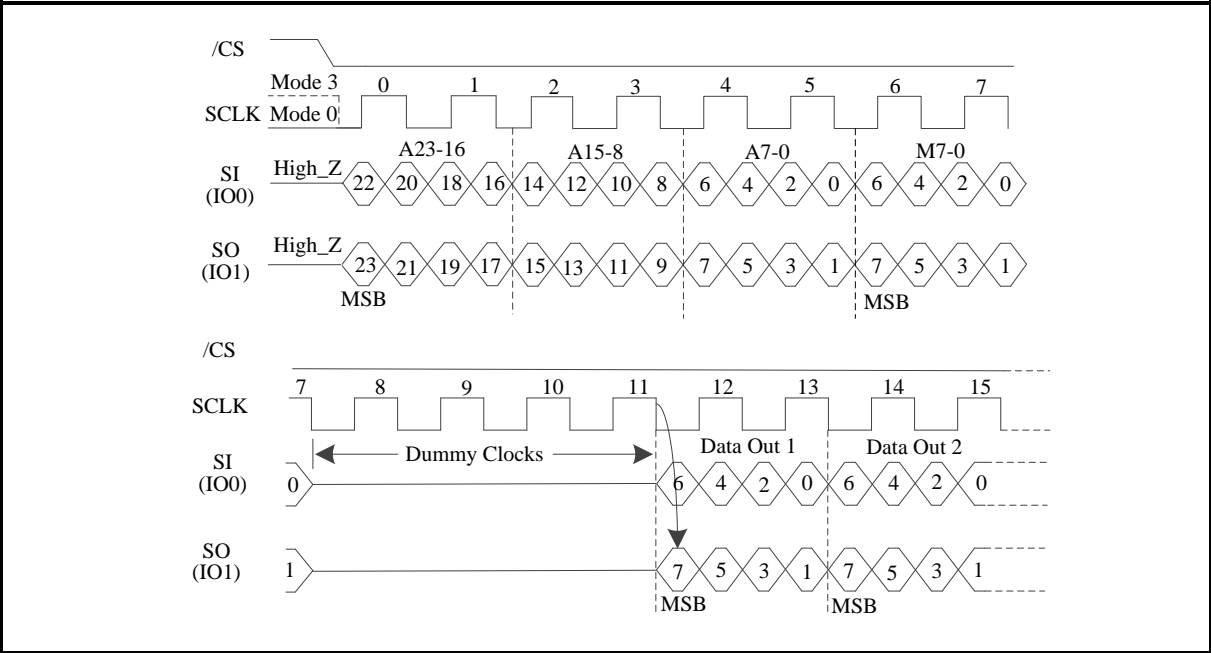 /CS
Mode 3 0 1 2 3 4 5 6 7
SCLK Mode 0
A23-16 A15-8 A7-0 M7-0
SI (IO0) High_Z 22 20 18 16 14 12 10 8 6 4 2 0 6 4 2 0
SO (IO1) High_Z 23 21 19 17 15 13 11 9 7 5 3 1 7 5 3 1
MSB MSB
/CS
7 8 9 10 11 12 13 14 15
SCLK
Dummy Clocks Data Out 1 Data Out 2
SI (IO0) 0 6 4 2 0 6 4 2 0
SO (IO1) 1 7 5 3 1 7 5 3 1
MSB MSB